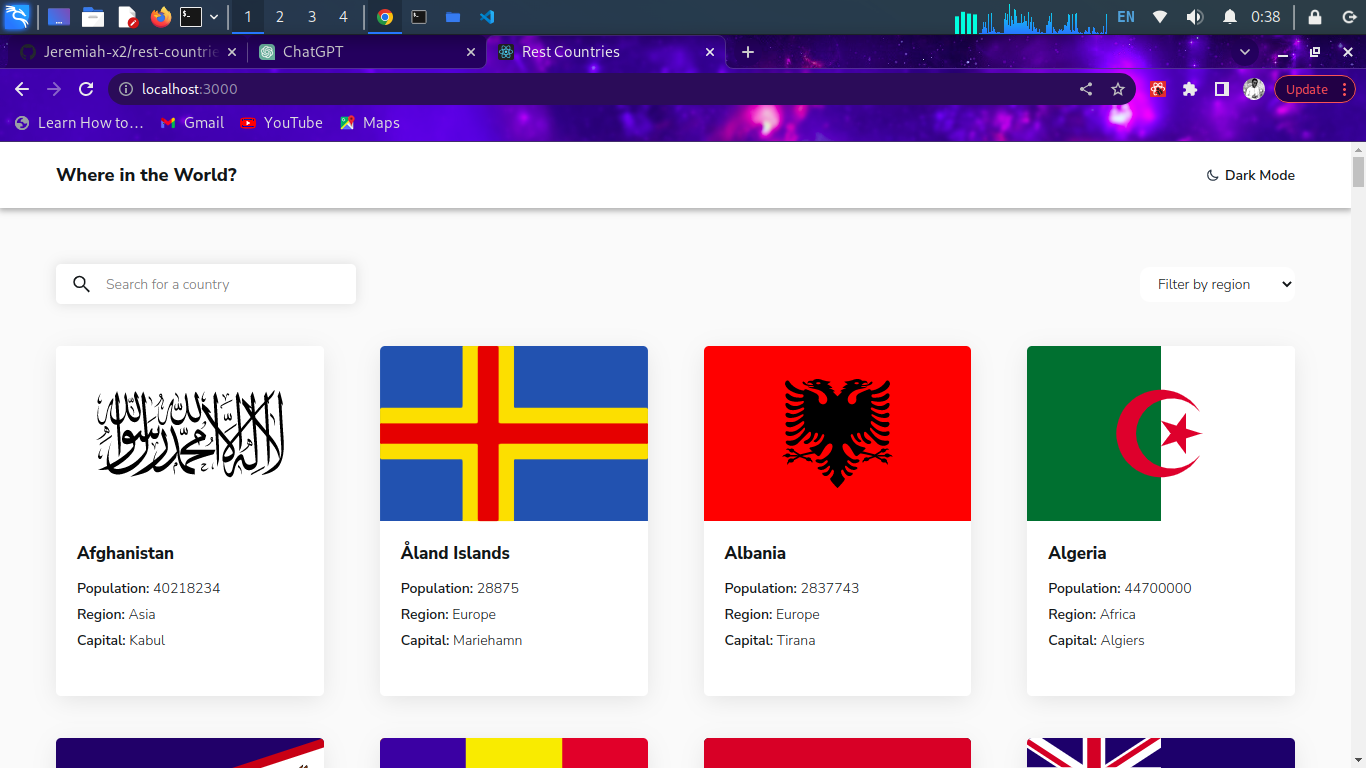 1 2 3 4 EN 0:38
Jeremiah-x2/rest-countrie
ChatGPT
Rest Countries
localhost:3000
Update
Learn How to…
Gmail
YouTube
Maps
Where in the World?
Dark Mode
Search for a country
Filter by region
لا إله إلا الله محمد رسول الله
Afghanistan
Population: 40218234
Region: Asia
Capital: Kabul
Åland Islands
Population: 28875
Region: Europe
Capital: Mariehamn
Albania
Population: 2837743
Region: Europe
Capital: Tirana
Algeria
Population: 44700000
Region: Africa
Capital: Algiers